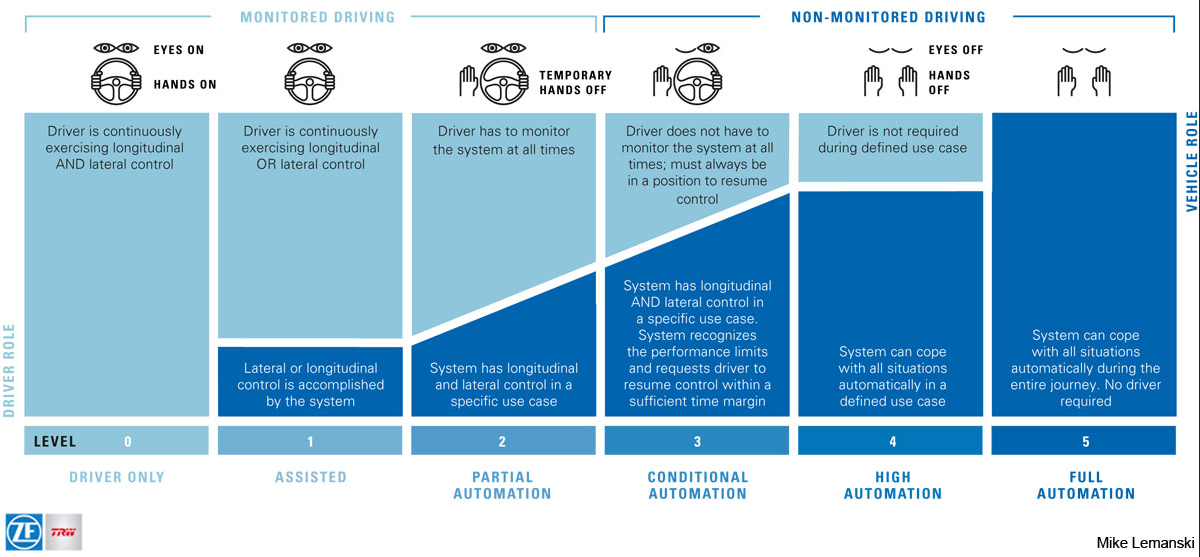 MONITORED DRIVING
NON-MONITORED DRIVING
EYES ON
HANDS ON
TEMPORARY
HANDS OFF
EYES OFF
HANDS
OFF
Driver is continuously
exercising longitudinal
AND lateral control
Driver is continuously
exercising longitudinal
OR lateral control
Driver has to monitor
the system at all times
Driver does not have to
monitor the system at all
times; must always be
in a position to resume
control
Driver is not required
during defined use case
VEHICLE ROLE
DRIVER ROLE
Lateral or longitudinal
control is accomplished
by the system
System has longitudinal
and lateral control in a
specific use case
System has longitudinal
AND lateral control in
a specific use case.
System recognizes
the performance limits
and requests driver to
resume control within a
sufficient time margin
System can cope
with all situations
automatically in a
defined use case
System can cope
with all situations
automatically during the
entire journey. No driver
required
LEVEL 0 1 2 3 4 5
DRIVER ONLY
ASSISTED
PARTIAL
AUTOMATION
CONDITIONAL
AUTOMATION
HIGH
AUTOMATION
FULL
AUTOMATION
ZF
TRW
Mike Lemanski